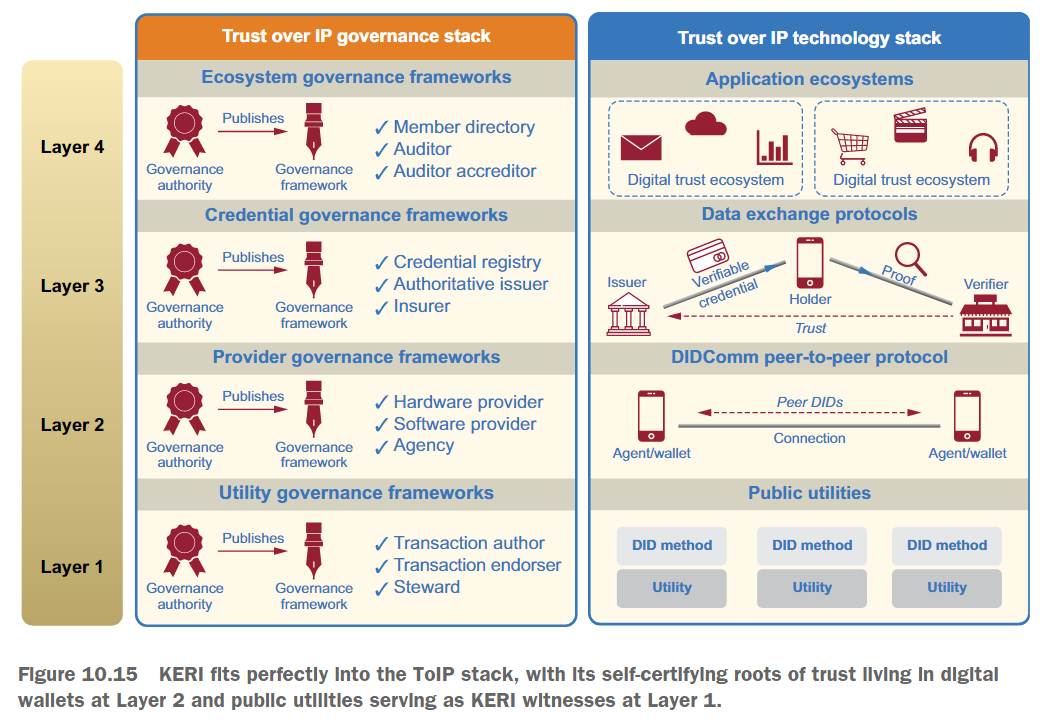 Trust over IP governance stack
Trust over IP technology stack
Layer 4
Ecosystem governance frameworks
Governance
authority
Publishes
Governance
framework
✓ Member directory
✓ Auditor
✓ Auditor accreditor
Application ecosystems
Digital trust ecosystem
Digital trust ecosystem
Layer 3
Credential governance frameworks
Governance
authority
Publishes
Governance
framework
✓ Credential registry
✓ Authoritative issuer
✓ Insurer
Data exchange protocols
Issuer
Verifiable
credential
Holder
Proof
Verifier
Trust
Layer 2
Provider governance frameworks
Governance
authority
Publishes
Governance
framework
✓ Hardware provider
✓ Software provider
✓ Agency
DIDComm peer-to-peer protocol
Agent/wallet
Peer DIDs
Connection
Agent/wallet
Layer 1
Utility governance frameworks
Governance
authority
Publishes
Governance
framework
✓ Transaction author
✓ Transaction endorser
✓ Steward
Public utilities
DID method
DID method
DID method
Utility
Utility
Utility
Figure 10.15 KERI fits perfectly into the ToIP stack, with its self-certifying roots of trust living in digital
wallets at Layer 2 and public utilities serving as KERI witnesses at Layer 1.